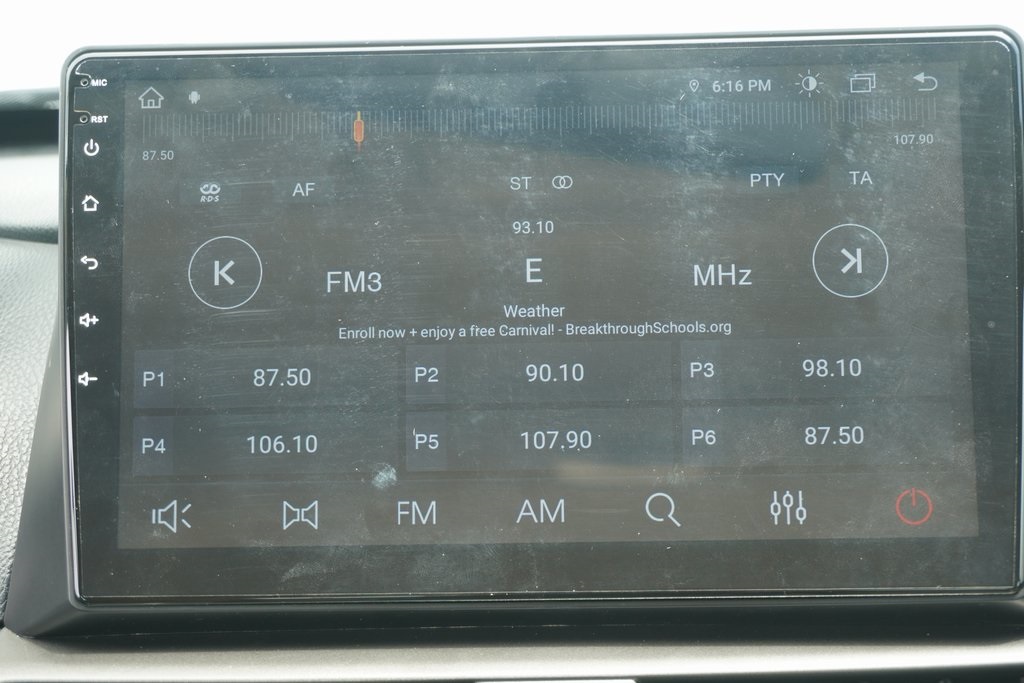 MIC
RST
6:16 PM
87.50
107.90
R·D·S
AF
ST
PTY
TA
93.10
FM3
E
MHz
Weather
Enroll now + enjoy a free Carnival! - BreakthroughSchools.org
P1 87.50
P2 90.10
P3 98.10
P4 106.10
P5 107.90
P6 87.50
FM
AM